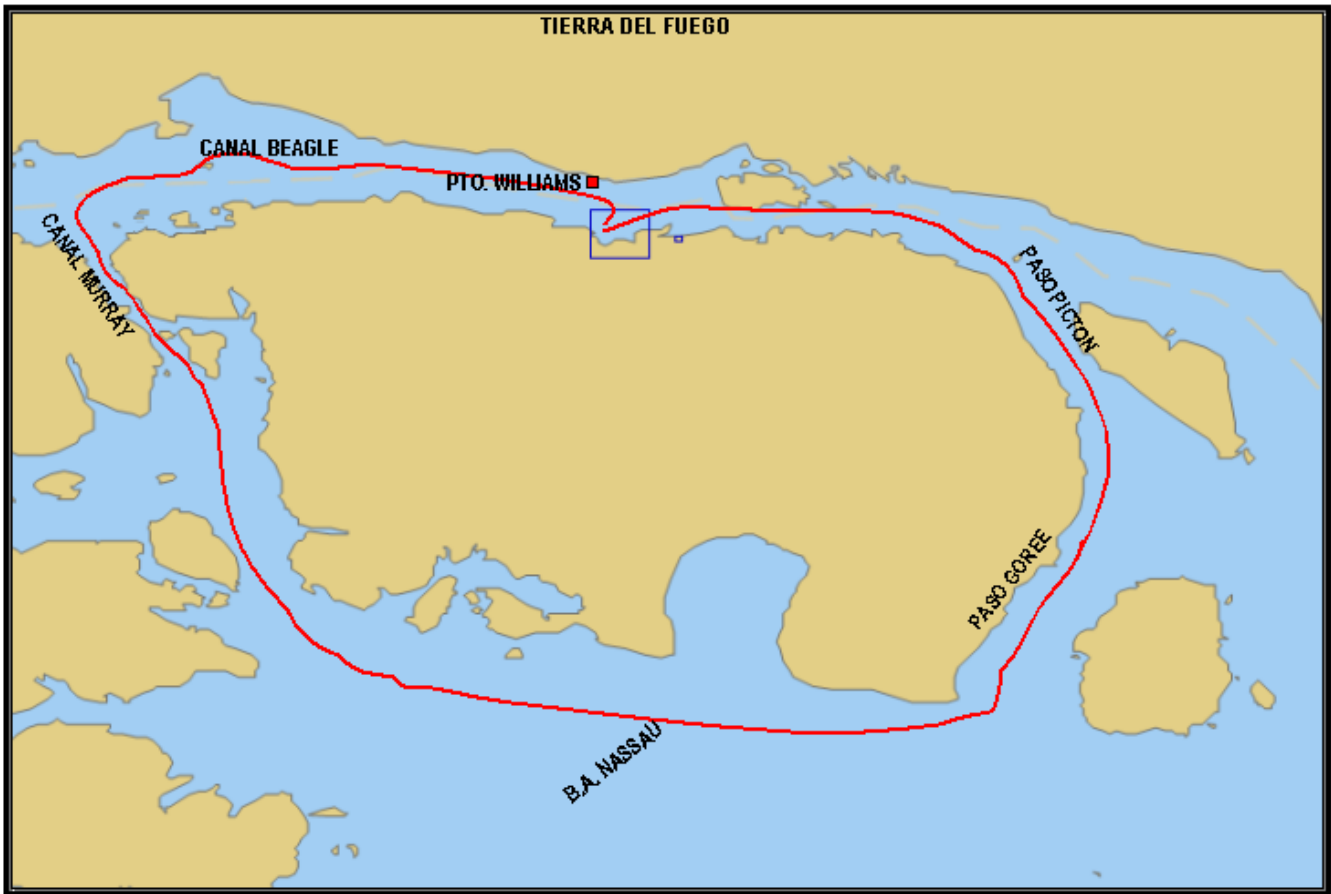 TIERRA DEL FUEGO
CANAL BEAGLE
PTO. WILLIAMS
CANAL MURRAY
PASO PICTON
PASO GOREE
B.A. NASSAU